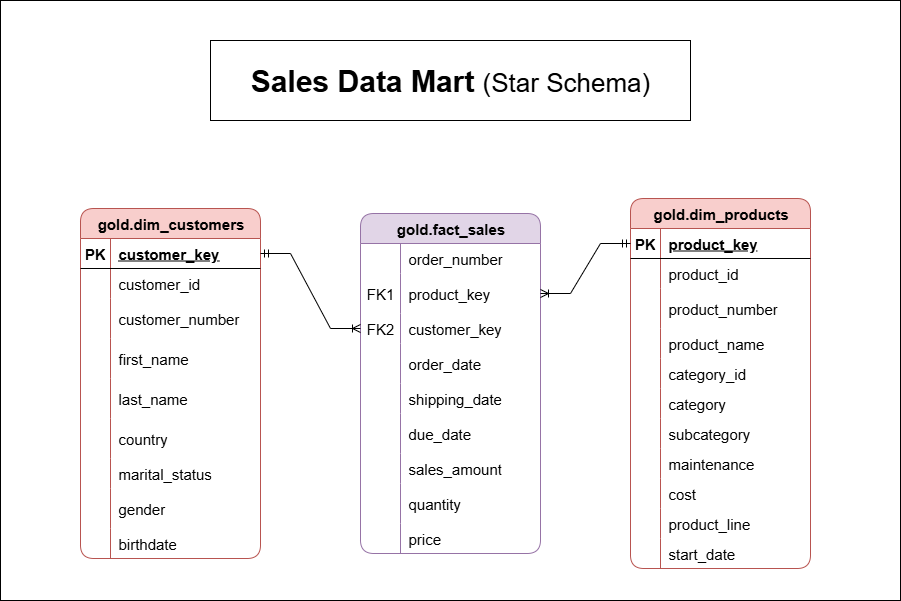 Sales Data Mart (Star Schema)
gold.dim_customers
PK customer_key
customer_id
customer_number
first_name
last_name
country
marital_status
gender
birthdate
gold.fact_sales
order_number
FK1 product_key
FK2 customer_key
order_date
shipping_date
due_date
sales_amount
quantity
price
gold.dim_products
PK product_key
product_id
product_number
product_name
category_id
category
subcategory
maintenance
cost
product_line
start_date